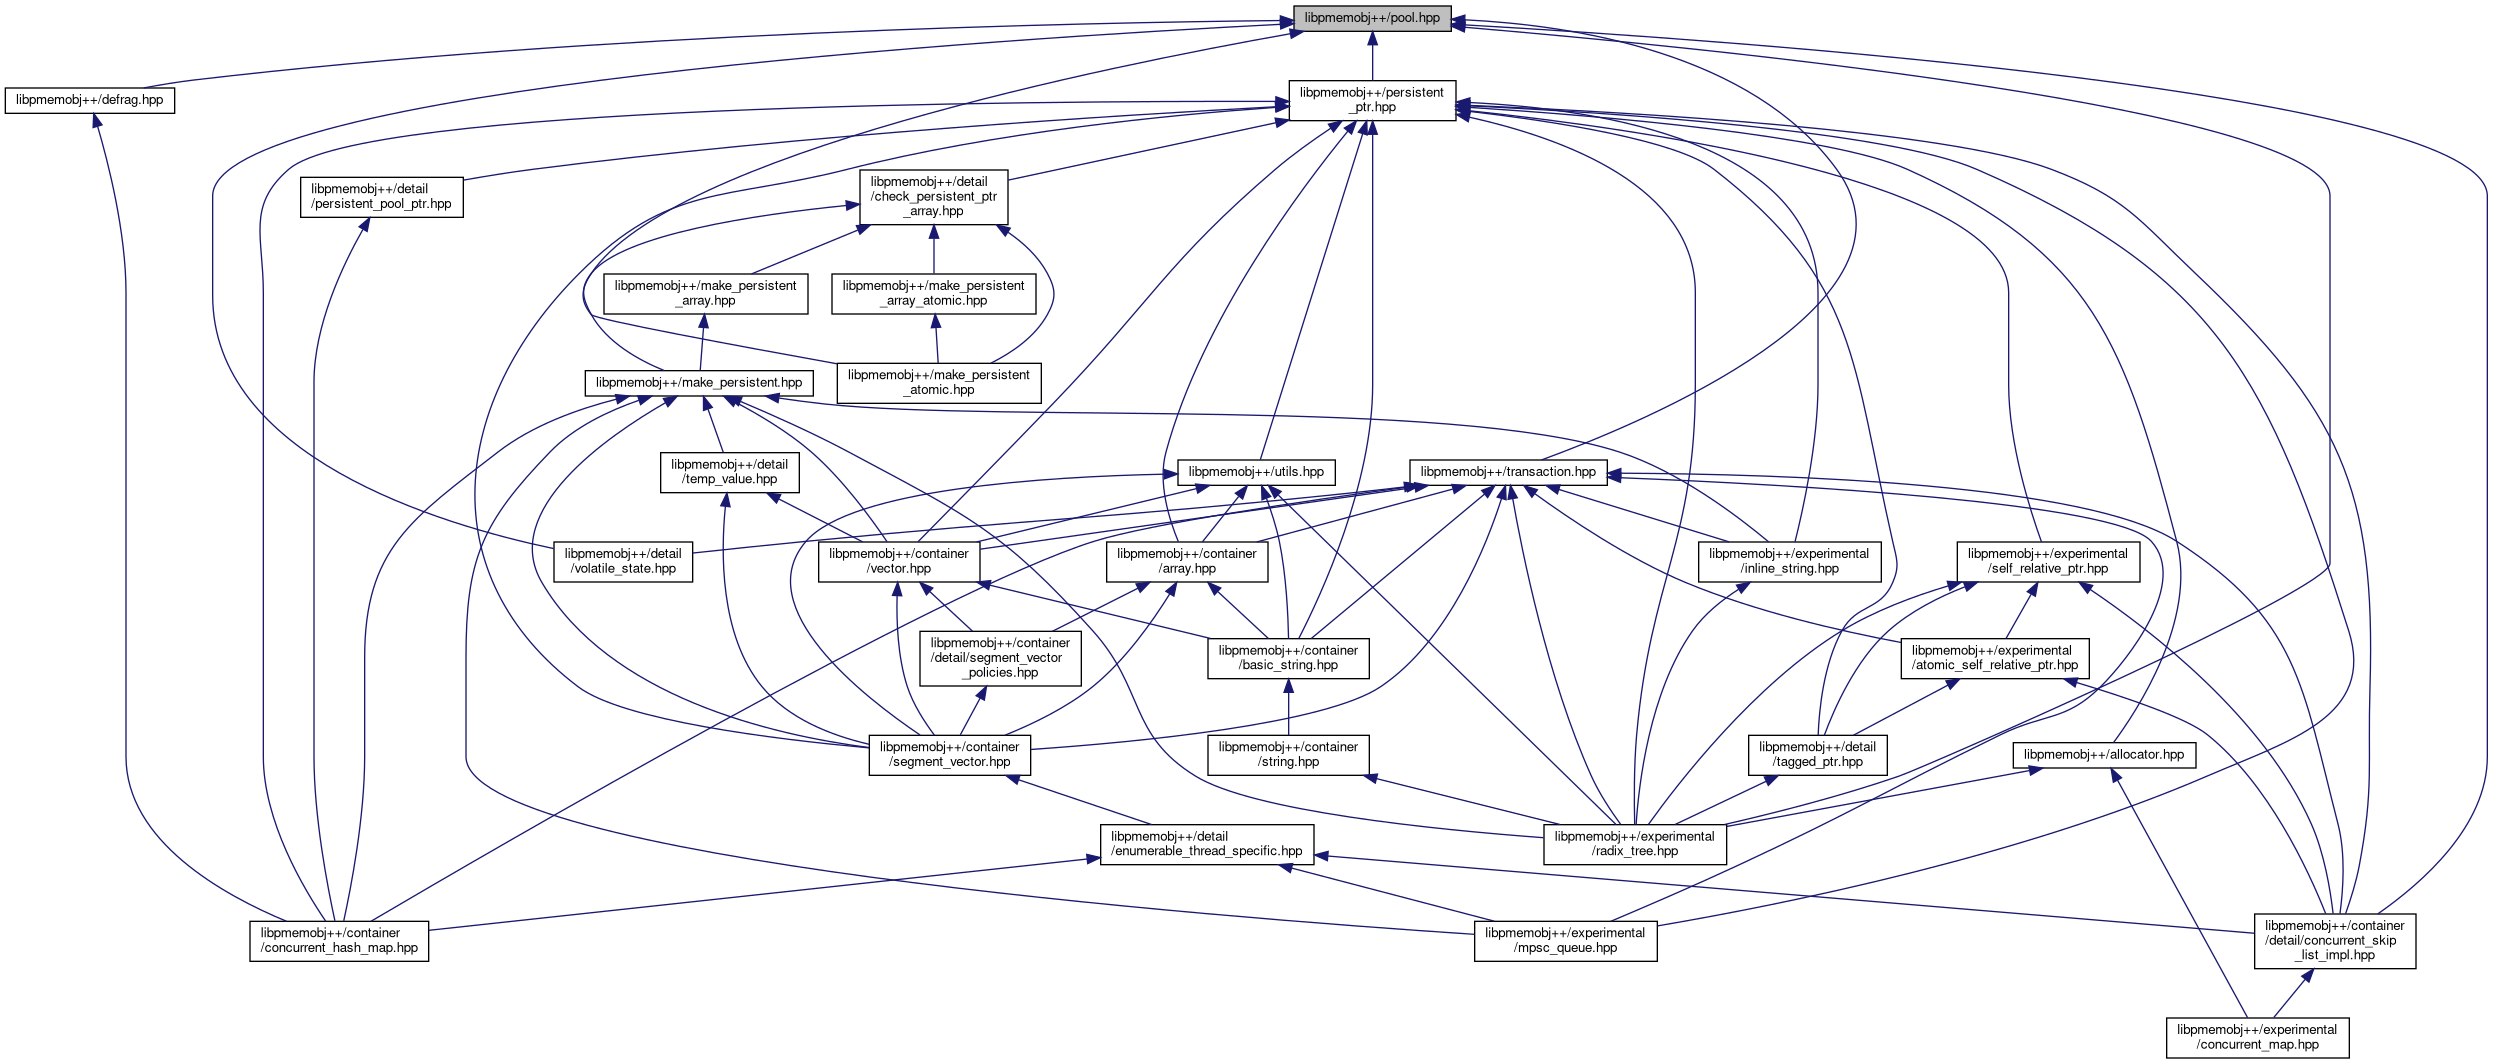 libpmemobj++/pool.hpp
libpmemobj++/defrag.hpp
libpmemobj++/persistent
_ptr.hpp
libpmemobj++/detail
/persistent_pool_ptr.hpp
libpmemobj++/detail
/check_persistent_ptr
_array.hpp
libpmemobj++/make_persistent
_array.hpp
libpmemobj++/make_persistent
_array_atomic.hpp
libpmemobj++/make_persistent.hpp
libpmemobj++/make_persistent
_atomic.hpp
libpmemobj++/detail
/temp_value.hpp
libpmemobj++/utils.hpp
libpmemobj++/transaction.hpp
libpmemobj++/detail
/volatile_state.hpp
libpmemobj++/container
/vector.hpp
libpmemobj++/container
/array.hpp
libpmemobj++/experimental
/inline_string.hpp
libpmemobj++/experimental
/self_relative_ptr.hpp
libpmemobj++/container
/detail/segment_vector
_policies.hpp
libpmemobj++/container
/basic_string.hpp
libpmemobj++/experimental
/atomic_self_relative_ptr.hpp
libpmemobj++/container
/segment_vector.hpp
libpmemobj++/container
/string.hpp
libpmemobj++/detail
/tagged_ptr.hpp
libpmemobj++/allocator.hpp
libpmemobj++/detail
/enumerable_thread_specific.hpp
libpmemobj++/experimental
/radix_tree.hpp
libpmemobj++/container
/concurrent_hash_map.hpp
libpmemobj++/experimental
/mpsc_queue.hpp
libpmemobj++/container
/detail/concurrent_skip
_list_impl.hpp
libpmemobj++/experimental
/concurrent_map.hpp